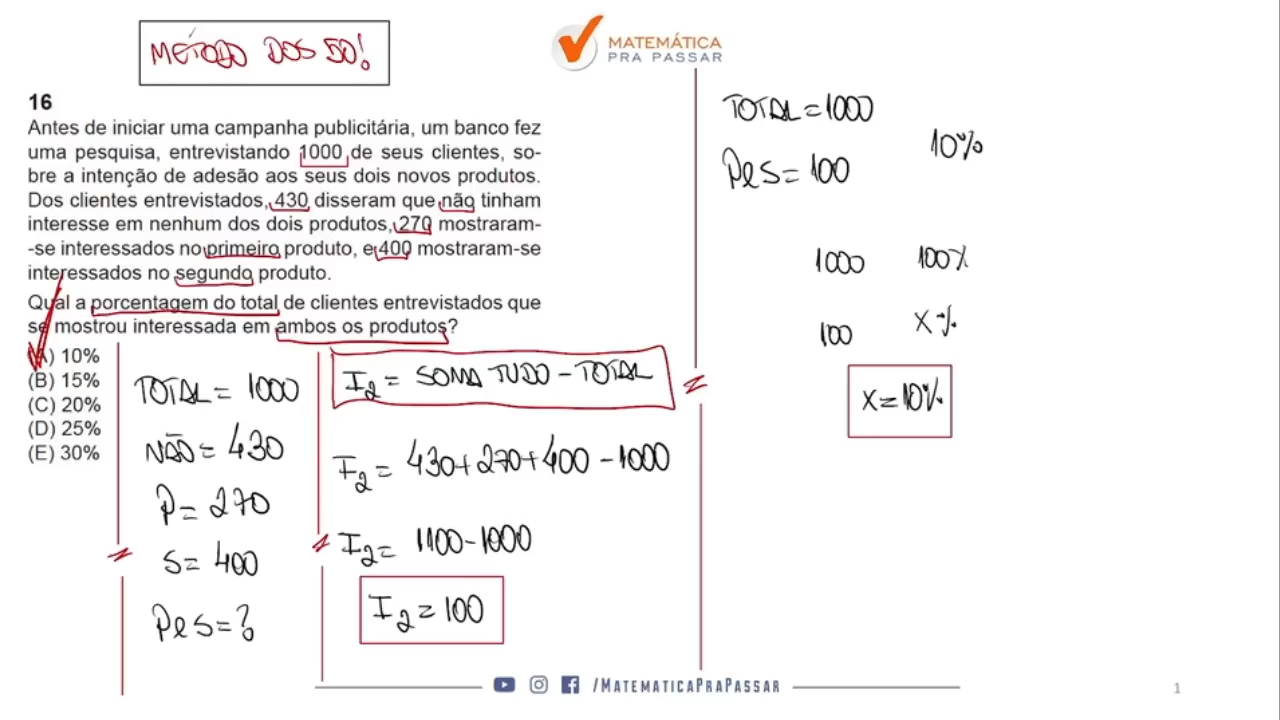 MÉTODO DOS 50!
MATEMÁTICA
PRA PASSAR
16
Antes de iniciar uma campanha publicitária, um banco fez
uma pesquisa, entrevistando 1000 de seus clientes, so-
bre a intenção de adesão aos seus dois novos produtos.
Dos clientes entrevistados, 430 disseram que não tinham
interesse em nenhum dos dois produtos, 270 mostraram-
-se interessados no primeiro produto, e 400 mostraram-se
interessados no segundo produto.
Qual a porcentagem do total de clientes entrevistados que
se mostrou interessada em ambos os produtos?
(A) 10%
(B) 15%
(C) 20%
(D) 25%
(E) 30%
TOTAL = 1000
NÃO = 430
P = 270
S = 400
P e S = ?
I2 = SOMA TUDO - TOTAL
I2 = 430+270+400 - 1000
I2 = 1100-1000
I2 = 100
TOTAL = 1000
P e S = 100
10%
1000 100%
100 X %
X = 10%
/MATEMATICAPRAPASSAR
1